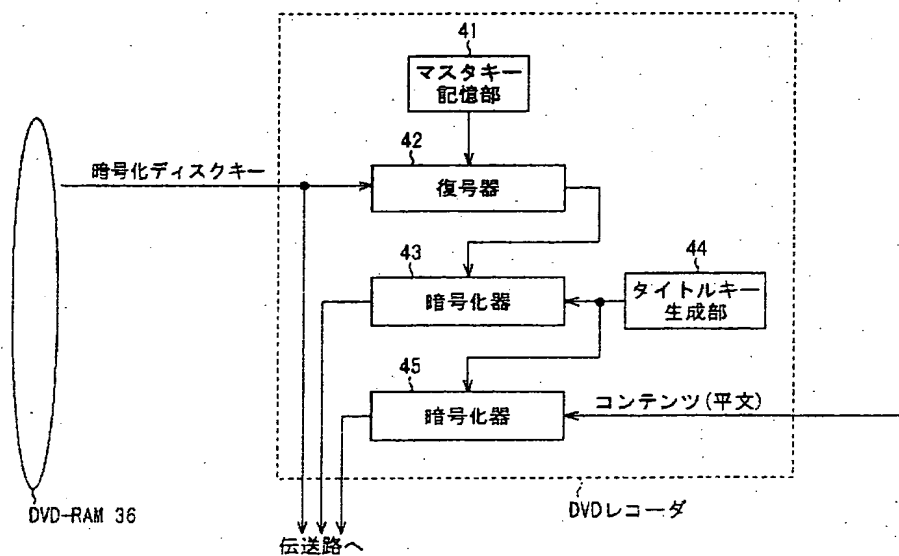 41
マスタキー
記憶部
42
暗号化ディスクキー
復号器
43
44
暗号化器
タイトルキー
生成部
45
暗号化器
コンテンツ(平文)
DVD-RAM 36
DVDレコーダ
伝送路へ